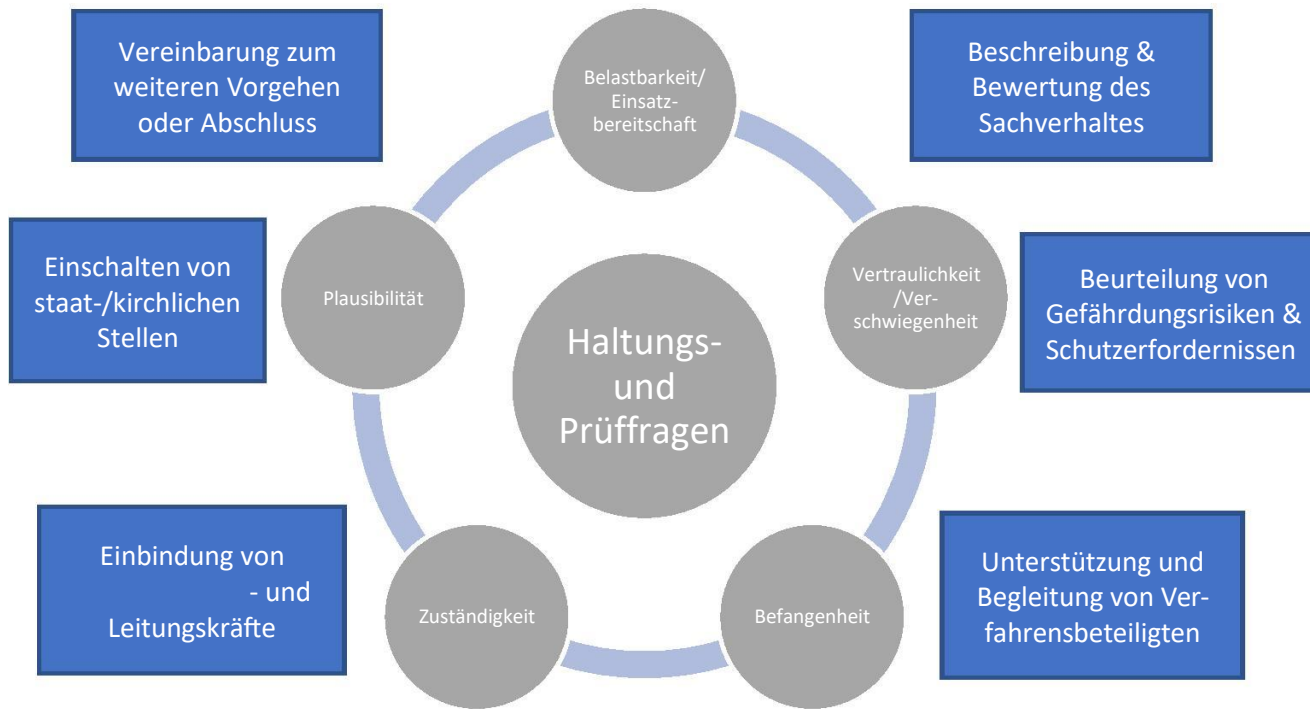 Vereinbarung zum
weiteren Vorgehen
oder Abschluss
Belastbarkeit/
Einsatz-
bereitschaft
Beschreibung &
Bewertung des
Sachverhaltes
Einschalten von
staat-/kirchlichen
Stellen
Plausibilität
Vertraulichkeit
/Ver-
schwiegenheit
Beurteilung von
Gefährdungsrisiken &
Schutzerfordernissen
Haltungs-
und
Prüffragen
Einbindung von
- und
Leitungskräfte
Zuständigkeit
Befangenheit
Unterstützung und
Begleitung von Ver-
fahrensbeteiligten